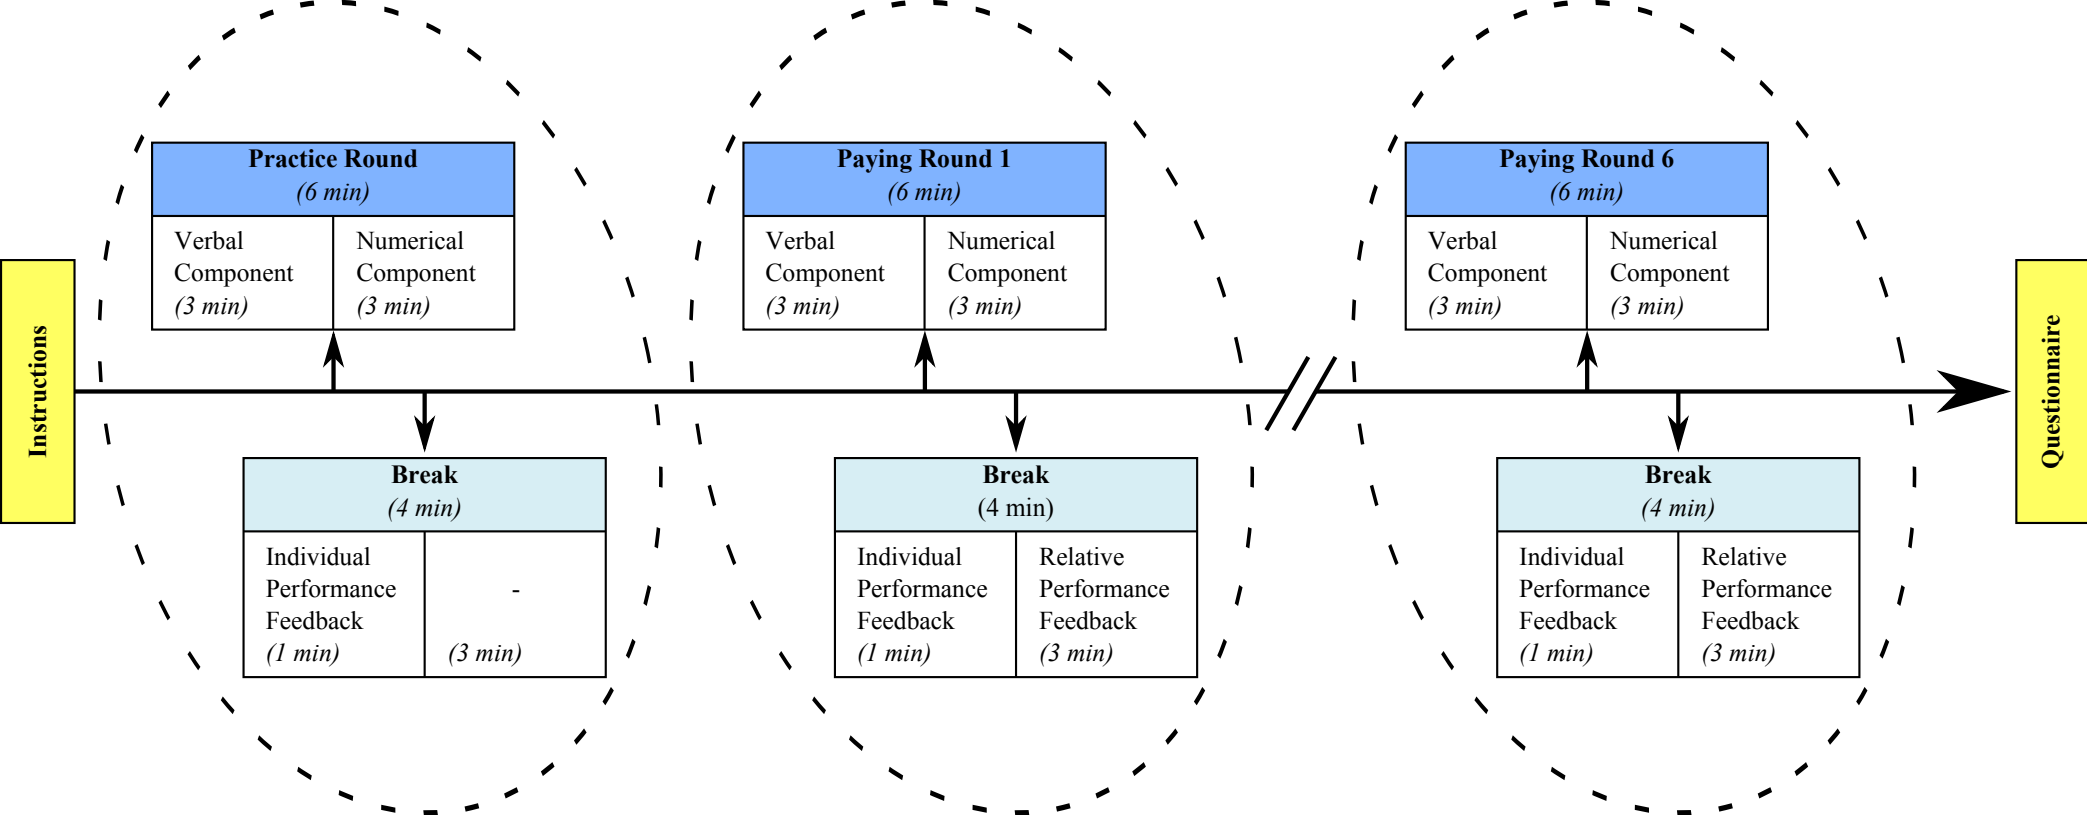 Instructions
Practice Round
(6 min)
Verbal
Component
(3 min)
Numerical
Component
(3 min)
Break
(4 min)
Individual
Performance
Feedback
(1 min)
-
(3 min)
Paying Round 1
(6 min)
Verbal
Component
(3 min)
Numerical
Component
(3 min)
Break
(4 min)
Individual
Performance
Feedback
(1 min)
Relative
Performance
Feedback
(3 min)
Paying Round 6
(6 min)
Verbal
Component
(3 min)
Numerical
Component
(3 min)
Break
(4 min)
Individual
Performance
Feedback
(1 min)
Relative
Performance
Feedback
(3 min)
Questionnaire